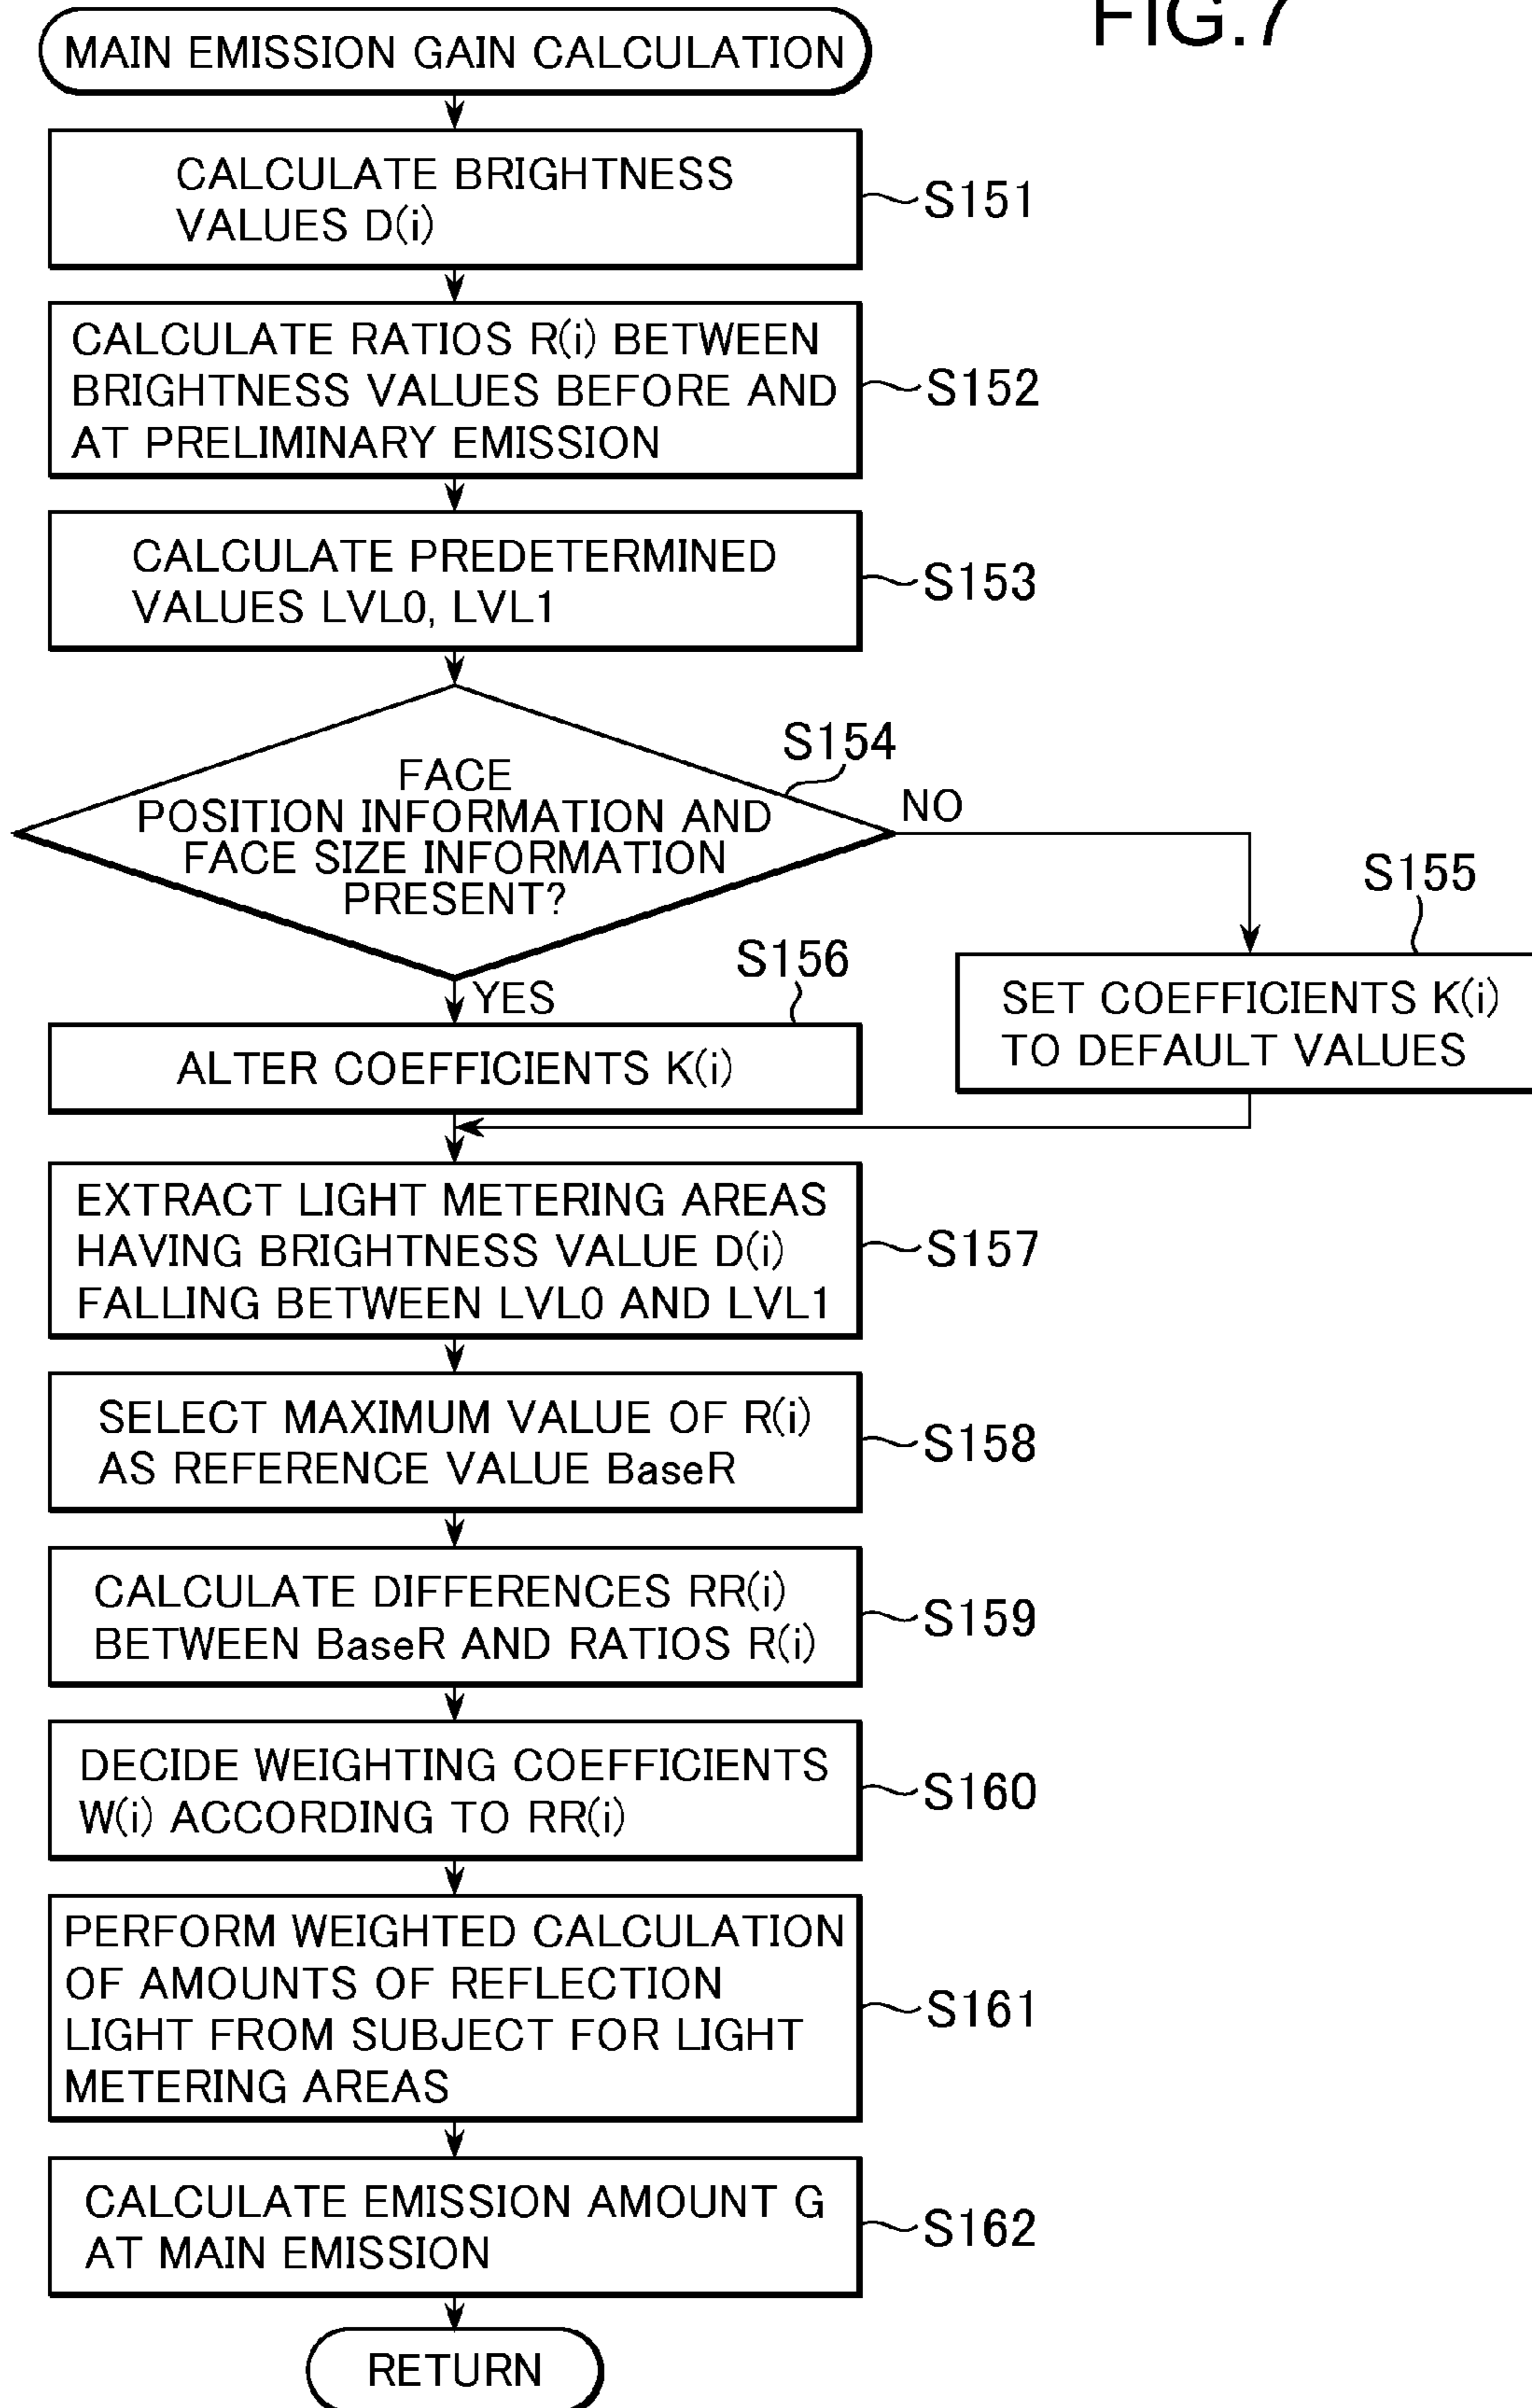 FIG.7
MAIN EMISSION GAIN CALCULATION
CALCULATE BRIGHTNESS
VALUES D(i)
S151
CALCULATE RATIOS R(i) BETWEEN
BRIGHTNESS VALUES BEFORE AND
AT PRELIMINARY EMISSION
S152
CALCULATE PREDETERMINED
VALUES LVL0, LVL1
S153
S154
FACE
POSITION INFORMATION AND
FACE SIZE INFORMATION
PRESENT?
NO
YES
S155
SET COEFFICIENTS K(i)
TO DEFAULT VALUES
S156
ALTER COEFFICIENTS K(i)
EXTRACT LIGHT METERING AREAS
HAVING BRIGHTNESS VALUE D(i)
FALLING BETWEEN LVL0 AND LVL1
S157
SELECT MAXIMUM VALUE OF R(i)
AS REFERENCE VALUE BaseR
S158
CALCULATE DIFFERENCES RR(i)
BETWEEN BaseR AND RATIOS R(i)
S159
DECIDE WEIGHTING COEFFICIENTS
W(i) ACCORDING TO RR(i)
S160
PERFORM WEIGHTED CALCULATION
OF AMOUNTS OF REFLECTION
LIGHT FROM SUBJECT FOR LIGHT
METERING AREAS
S161
CALCULATE EMISSION AMOUNT G
AT MAIN EMISSION
S162
RETURN